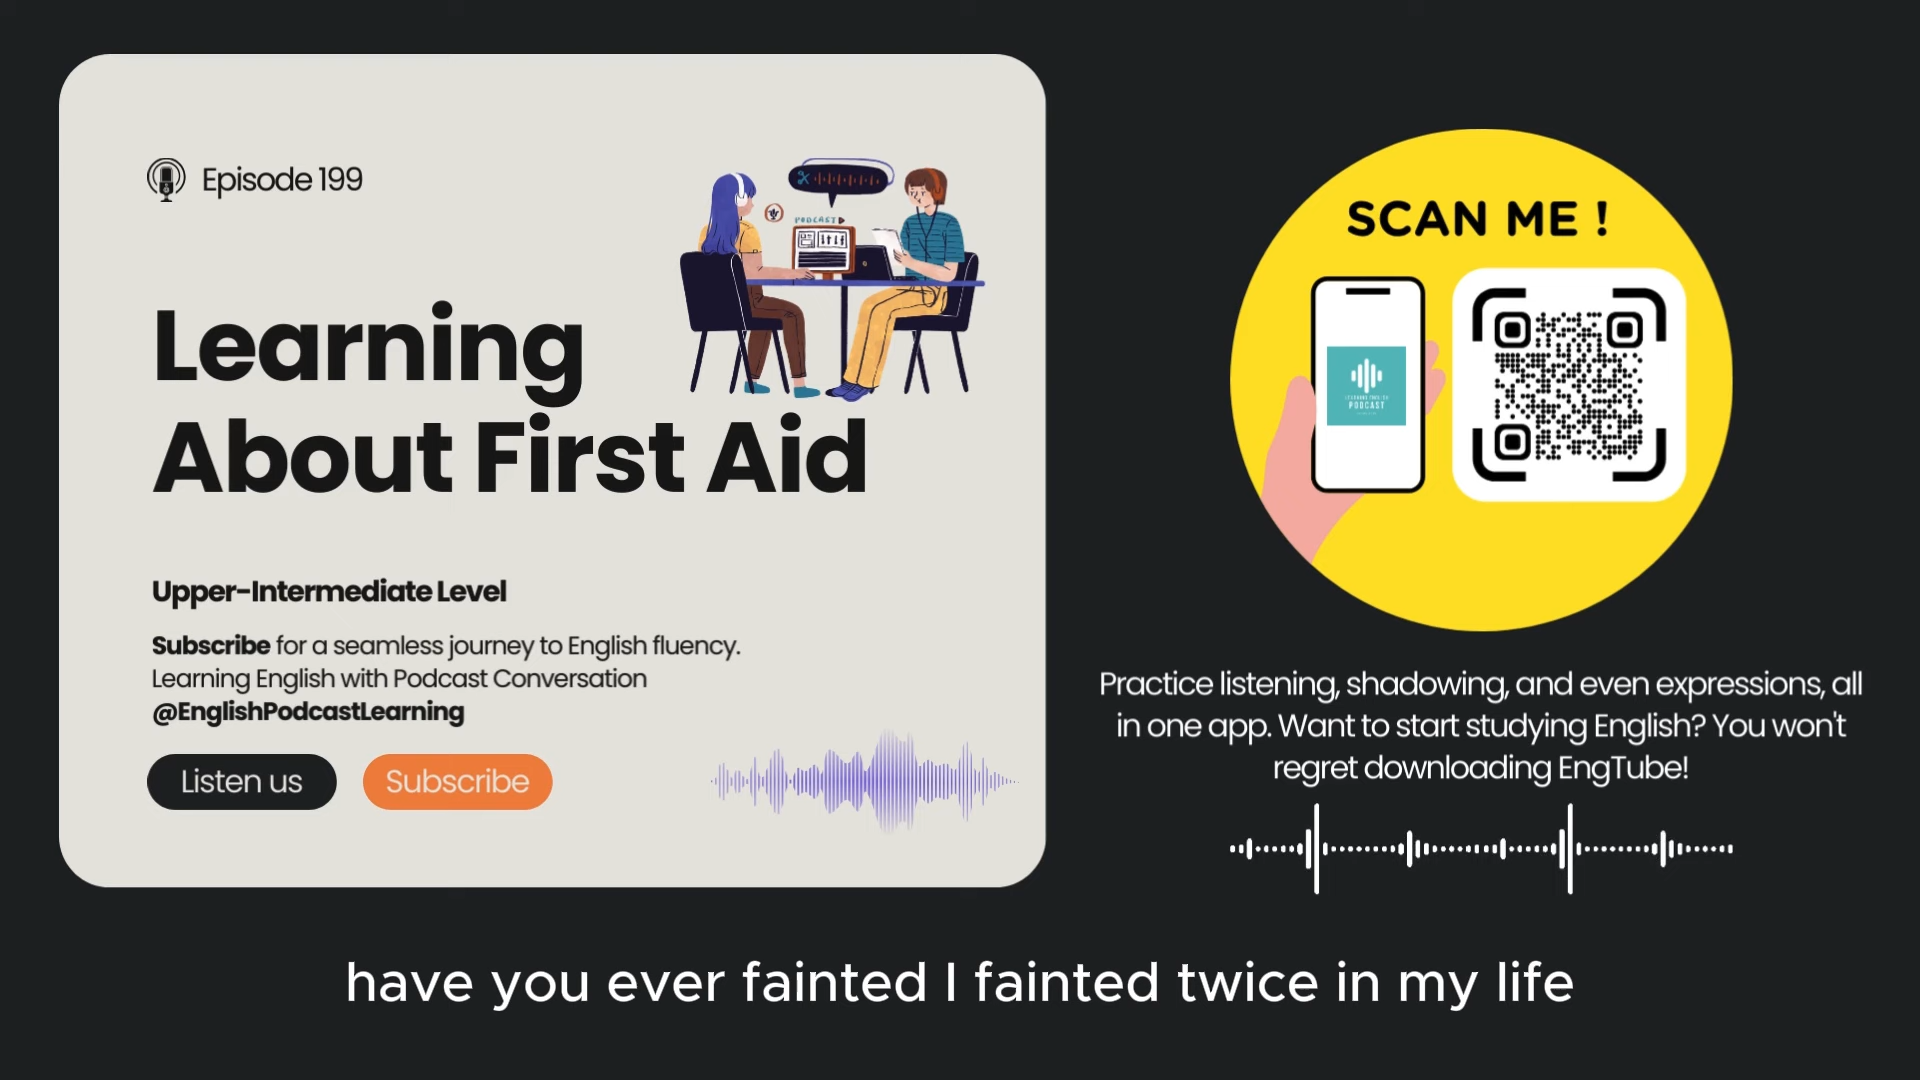 Episode 199
PODCAST
Learning
About First Aid
Upper-Intermediate Level
Subscribe for a seamless journey to English fluency.
Learning English with Podcast Conversation
@EnglishPodcastLearning
Listen us
Subscribe
SCAN ME !
PODCAST
Practice listening, shadowing, and even expressions, all
in one app. Want to start studying English? You won't
regret downloading EngTube!
have you ever fainted I fainted twice in my life